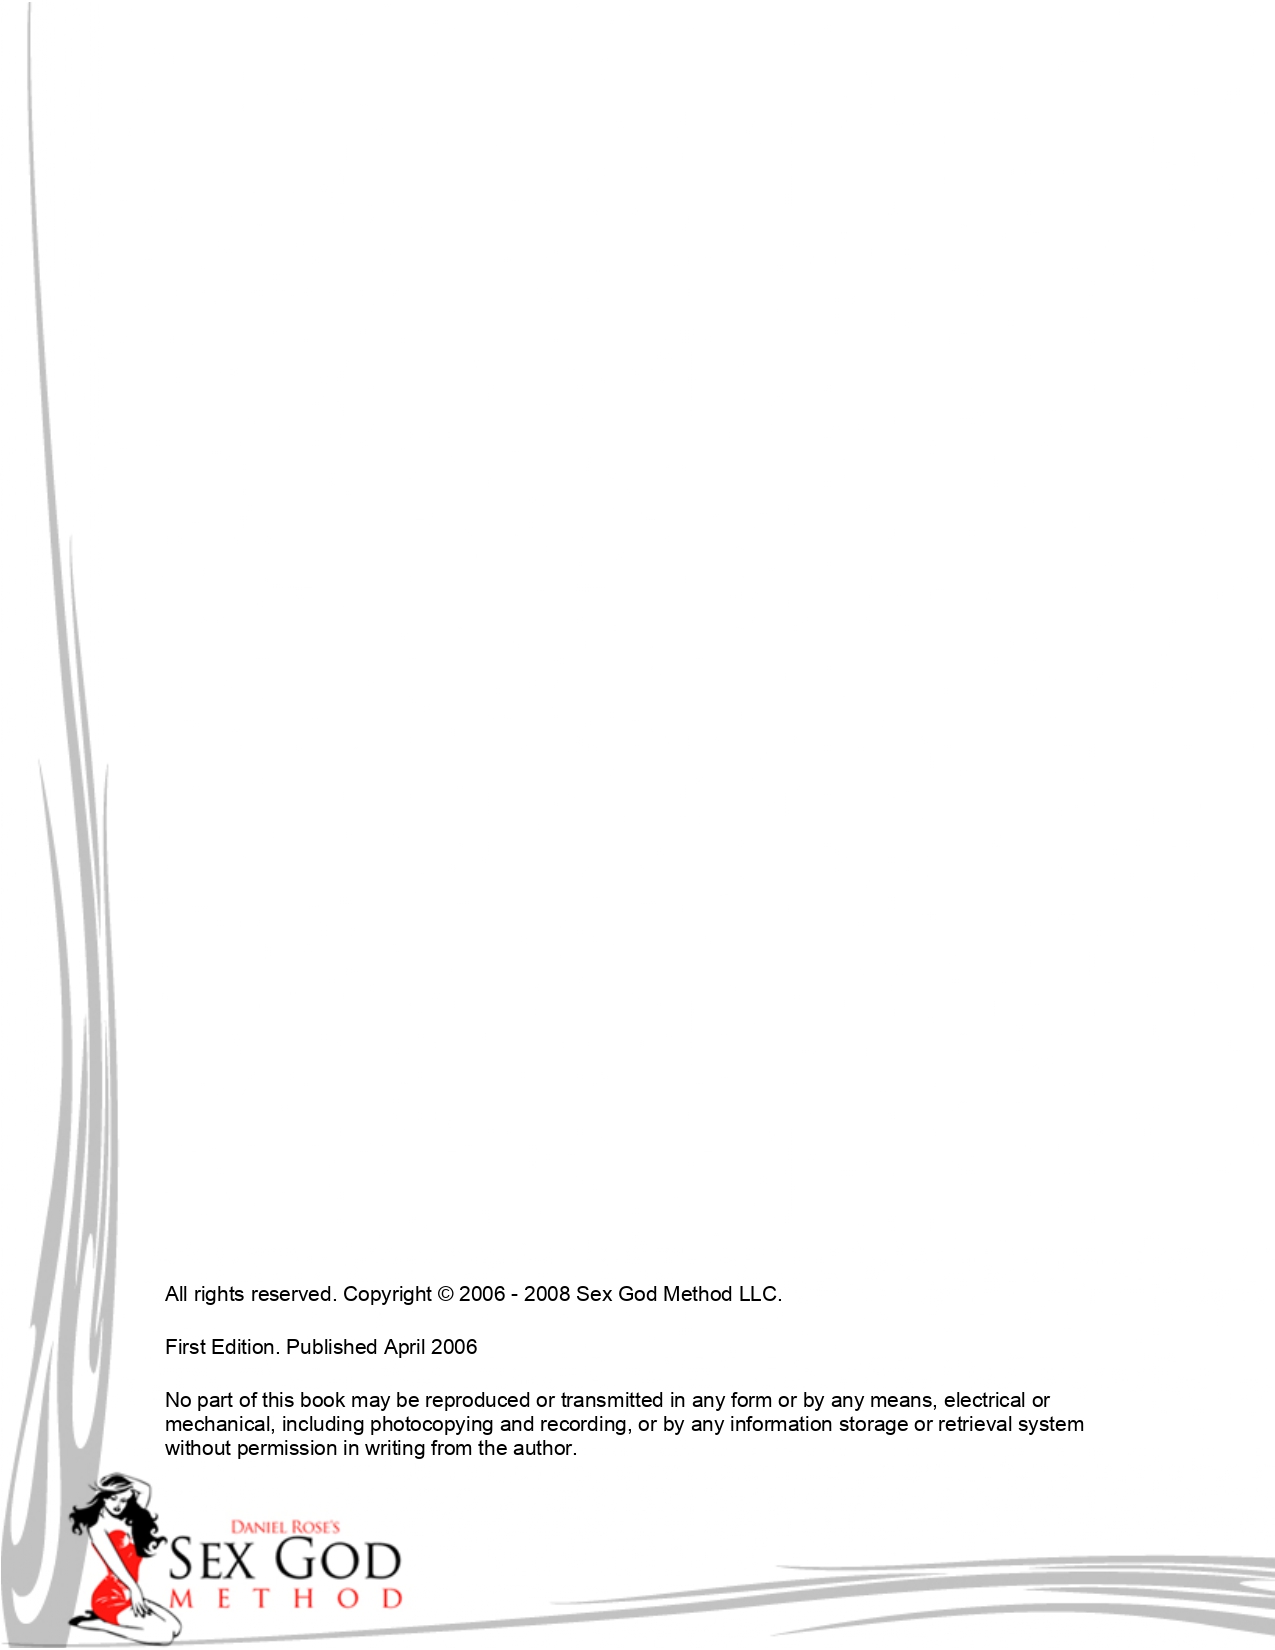 All rights reserved. Copyright © 2006 - 2008 Sex God Method LLC.
First Edition. Published April 2006
No part of this book may be reproduced or transmitted in any form or by any means, electrical or
mechanical, including photocopying and recording, or by any information storage or retrieval system
without permission in writing from the author.
DANIEL ROSE'S
SEX GOD
METHOD